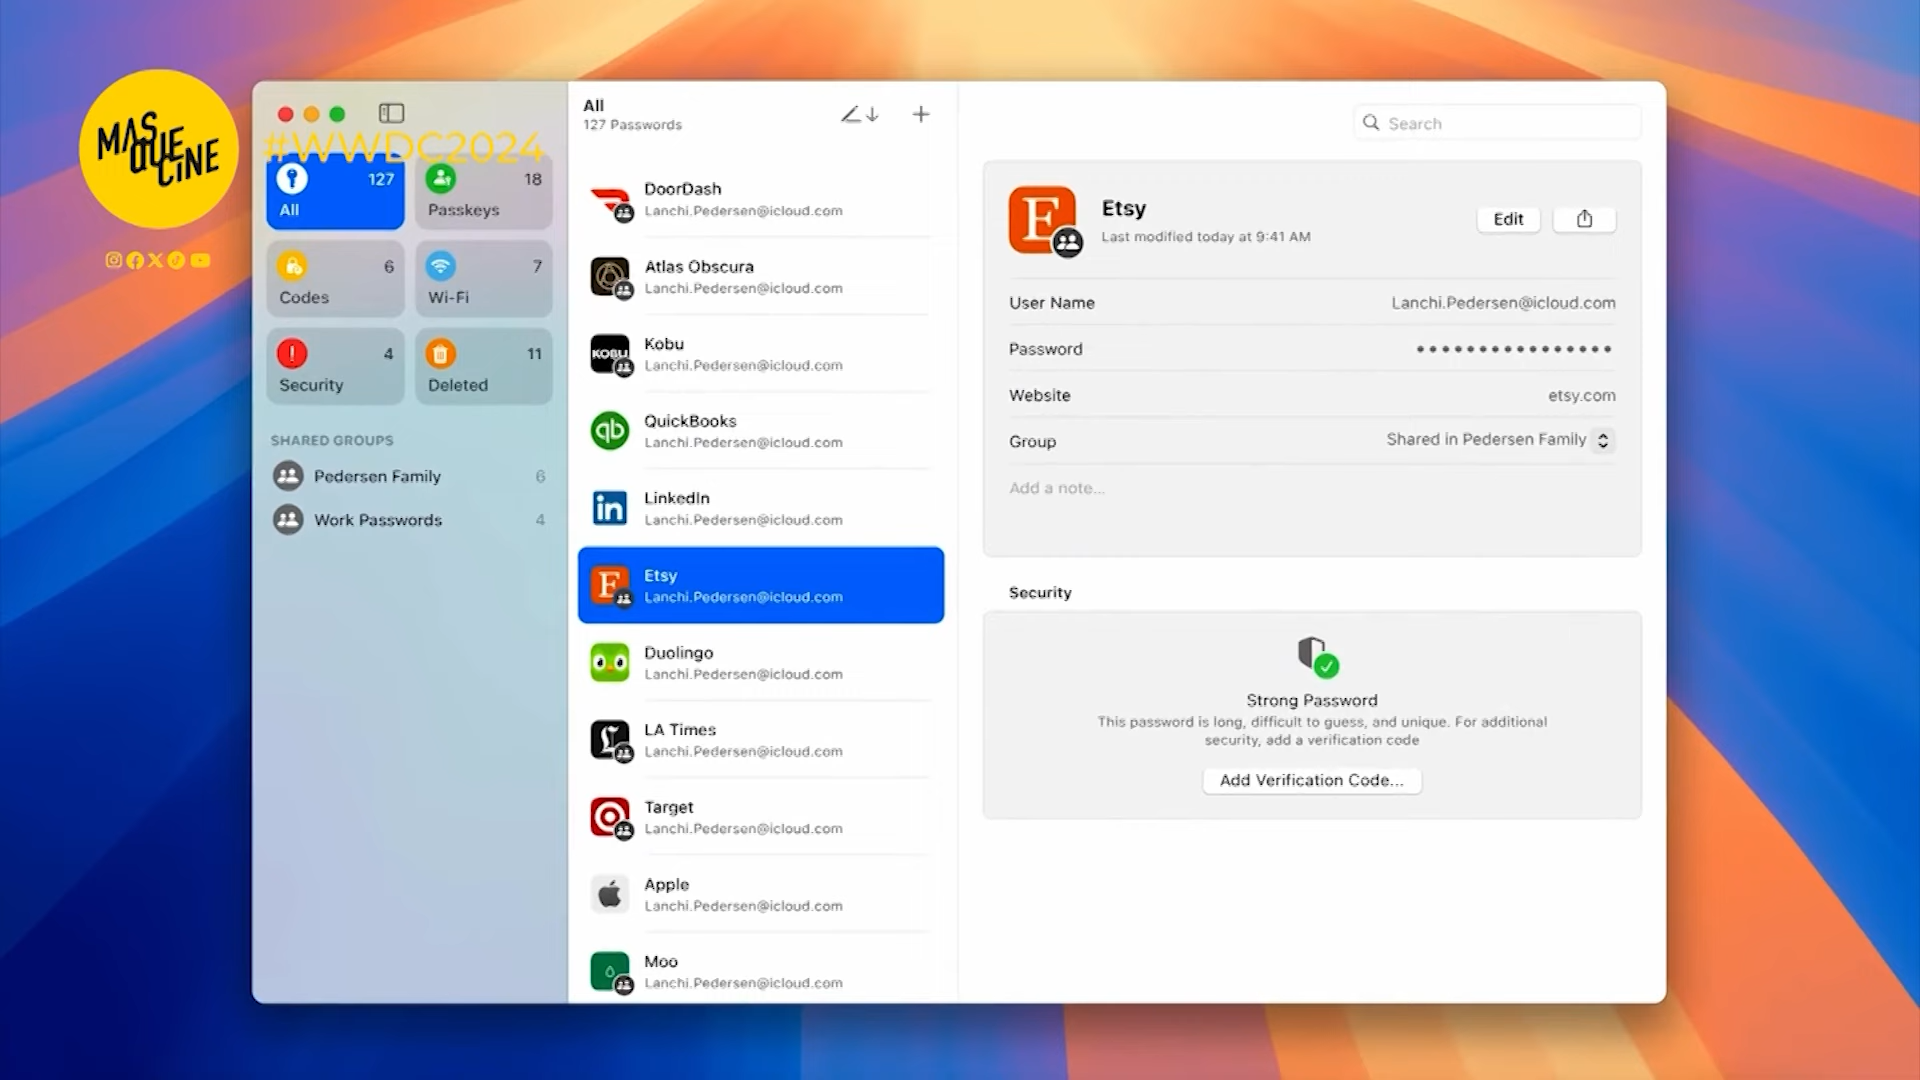 MASQUECINE
#WWDC2024
127
All
18
Passkeys
6
Codes
7
Wi-Fi
4
Security
11
Deleted
SHARED GROUPS
Pedersen Family 6
Work Passwords 4
All
127 Passwords
DoorDash
Lanchi.Pedersen@icloud.com
Atlas Obscura
Lanchi.Pedersen@icloud.com
KOBU
Kobu
Lanchi.Pedersen@icloud.com
qb
QuickBooks
Lanchi.Pedersen@icloud.com
in
LinkedIn
Lanchi.Pedersen@icloud.com
E
Etsy
Lanchi.Pedersen@icloud.com
Duolingo
Lanchi.Pedersen@icloud.com
L
LA Times
Lanchi.Pedersen@icloud.com
Target
Lanchi.Pedersen@icloud.com
Apple
Lanchi.Pedersen@icloud.com
Moo
Lanchi.Pedersen@icloud.com
Search
E
Etsy
Last modified today at 9:41 AM
Edit
User Name Lanchi.Pedersen@icloud.com
Password ••••••••••••••••
Website etsy.com
Group Shared in Pedersen Family
Add a note...
Security
Strong Password
This password is long, difficult to guess, and unique. For additional
security, add a verification code
Add Verification Code...